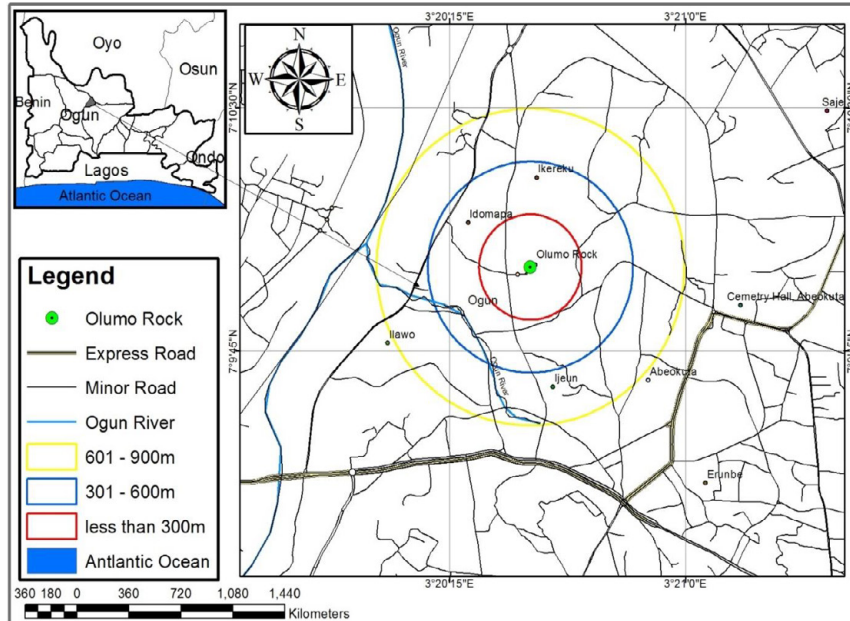 3°20'15"E
3°21'0"E
Oyo
Osun
Benin
Ogun
Ondo
Lagos
Atlantic Ocean
N
W
E
S
Ogun River
7°10'30"N
Saje
Ikereku
Idomapa
Olumo Rock
Ogun
Cemetry Hall, Abeokuta
Ilawo
7°9'45"N
Ogun River
Ijeun
Abeokuta
Erunbe
Legend
Olumo Rock
Express Road
Minor Road
Ogun River
601 - 900m
301 - 600m
less than 300m
Antlantic Ocean
3°20'15"E
3°21'0"E
360 180 0 360 720 1,080 1,440
Kilometers